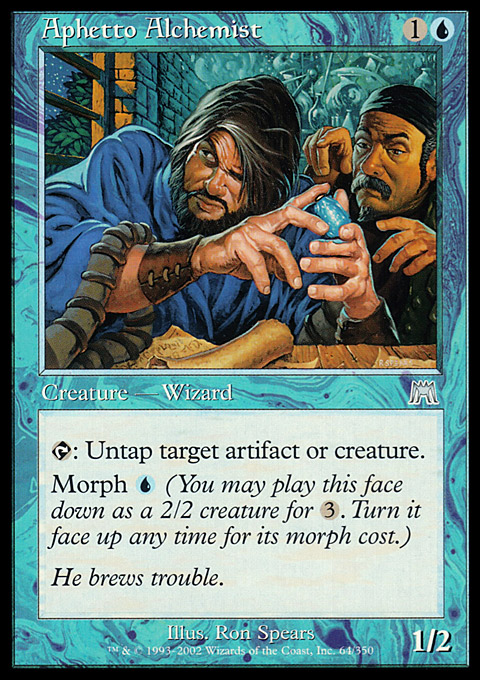 Aphetto Alchemist 1
Creature — Wizard
: Untap target artifact or creature.
Morph (You may play this face
down as a 2/2 creature for 3. Turn it
face up any time for its morph cost.)
He brews trouble.
Illus. Ron Spears
™ & © 1993-2002 Wizards of the Coast, Inc. 64/350
1/2